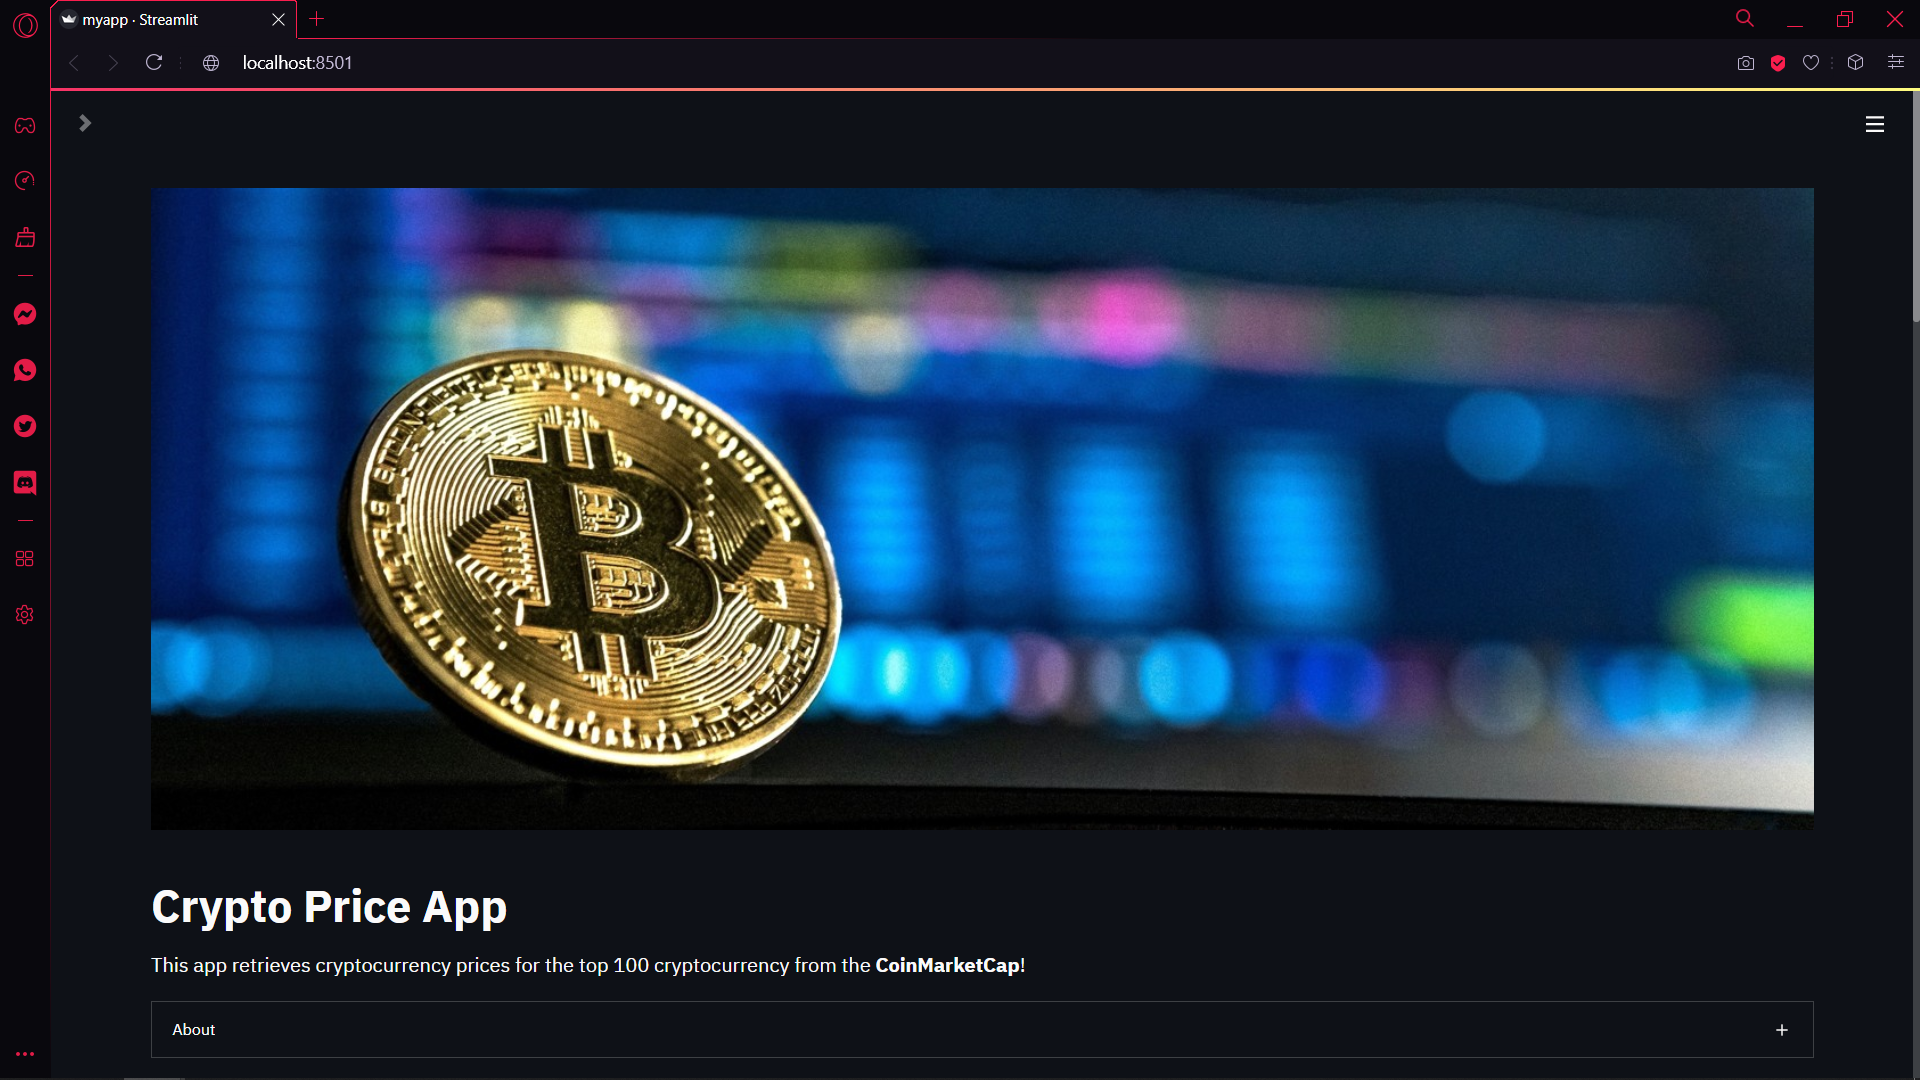 myapp · Streamlit
localhost:8501
Crypto Price App
This app retrieves cryptocurrency prices for the top 100 cryptocurrency from the CoinMarketCap!
About